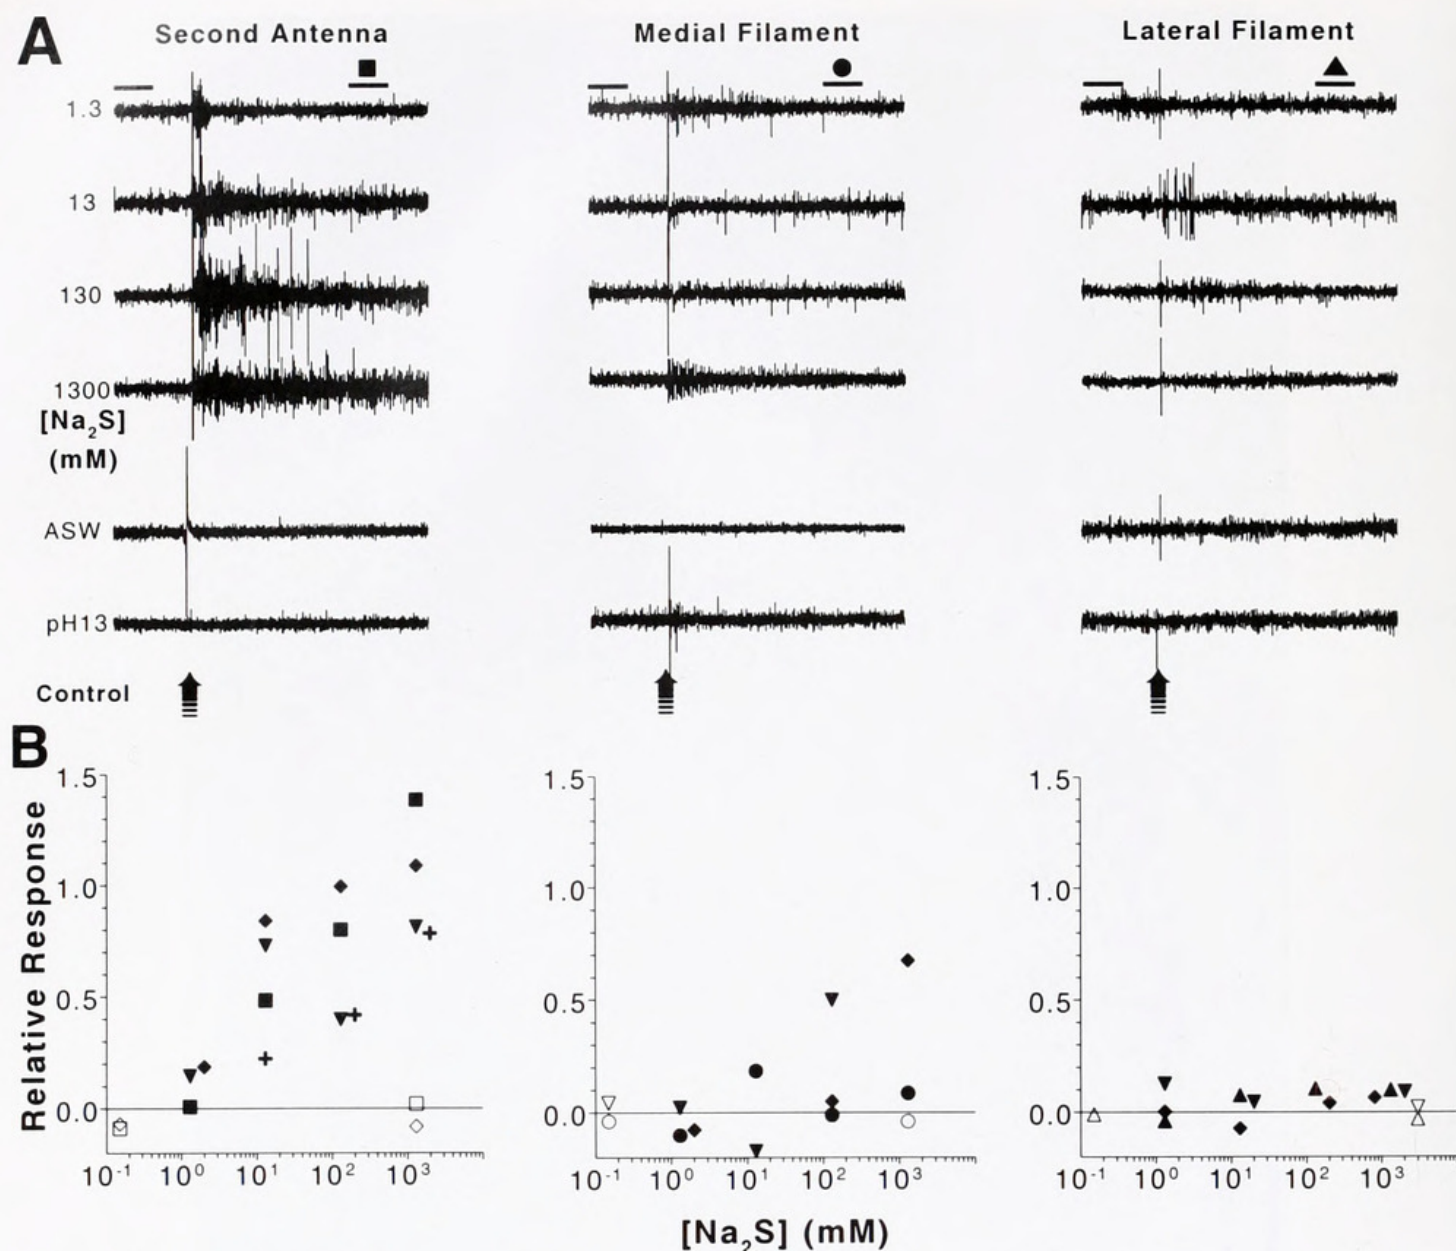 A
Second Antenna
Medial Filament
Lateral Filament
1.3
13
130
1300
[Na2S]
(mM)
ASW
pH13
Control
B
Relative Response
1.5
1.0
0.5
0.0
10-1 100 101 102 103
1.5
1.0
0.5
0.0
10-1 100 101 102 103
1.5
1.0
0.5
0.0
10-1 100 101 102 103
[Na2S] (mM)